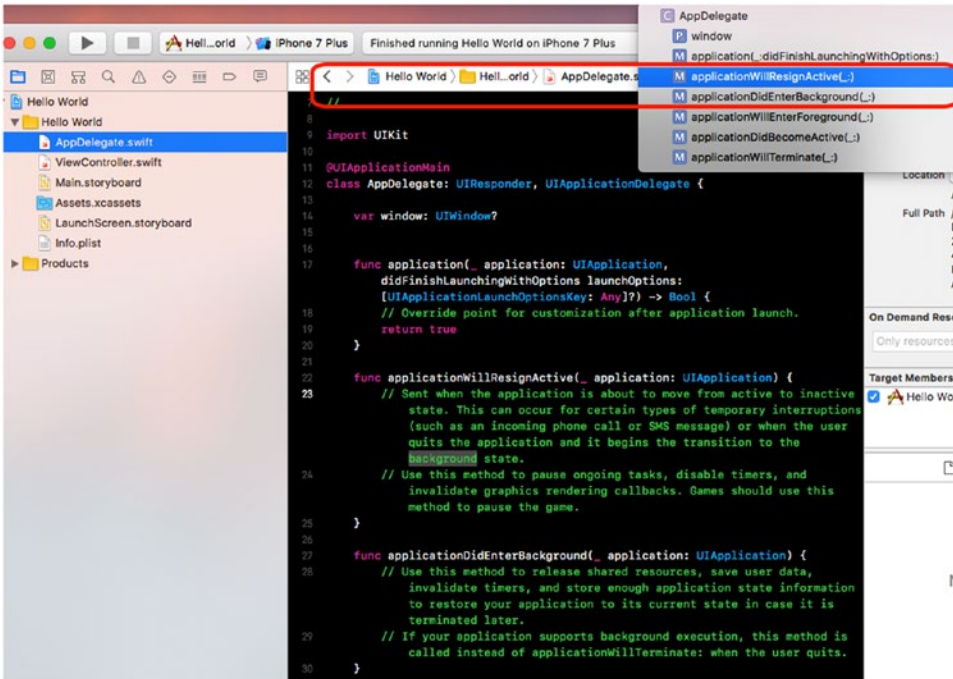 Hell...orld
iPhone 7 Plus
Finished running Hello World on iPhone 7 Plus
C AppDelegate
P window
M application(_:didFinishLaunchingWithOptions:)
M applicationWillResignActive(_:)
M applicationDidEnterBackground(_:)
M applicationWillEnterForeground(_:)
M applicationDidBecomeActive(_:)
M applicationWillTerminate(_:)
Hello World
Hello World
AppDelegate.swift
ViewController.swift
Main.storyboard
Assets.xcassets
LaunchScreen.storyboard
Info.plist
Products
Hello World
Hell...orld
AppDelegate.s
7 //
8
9 import UIKit
10
11 @UIApplicationMain
12 class AppDelegate: UIResponder, UIApplicationDelegate {
13
14 var window: UIWindow?
15
16
17 func application(_ application: UIApplication,
didFinishLaunchingWithOptions launchOptions:
[UIApplicationLaunchOptionsKey: Any]?) -> Bool {
18 // Override point for customization after application launch.
19 return true
20 }
21
22 func applicationWillResignActive(_ application: UIApplication) {
23 // Sent when the application is about to move from active to inactive
state. This can occur for certain types of temporary interruptions
(such as an incoming phone call or SMS message) or when the user
quits the application and it begins the transition to the
background state.
24 // Use this method to pause ongoing tasks, disable timers, and
invalidate graphics rendering callbacks. Games should use this
method to pause the game.
25 }
26
27 func applicationDidEnterBackground(_ application: UIApplication) {
28 // Use this method to release shared resources, save user data,
invalidate timers, and store enough application state information
to restore your application to its current state in case it is
terminated later.
29 // If your application supports background execution, this method is
called instead of applicationWillTerminate: when the user quits.
30 }
Location
Full Path
On Demand Res
Only resources
Target Members
Hello Wo